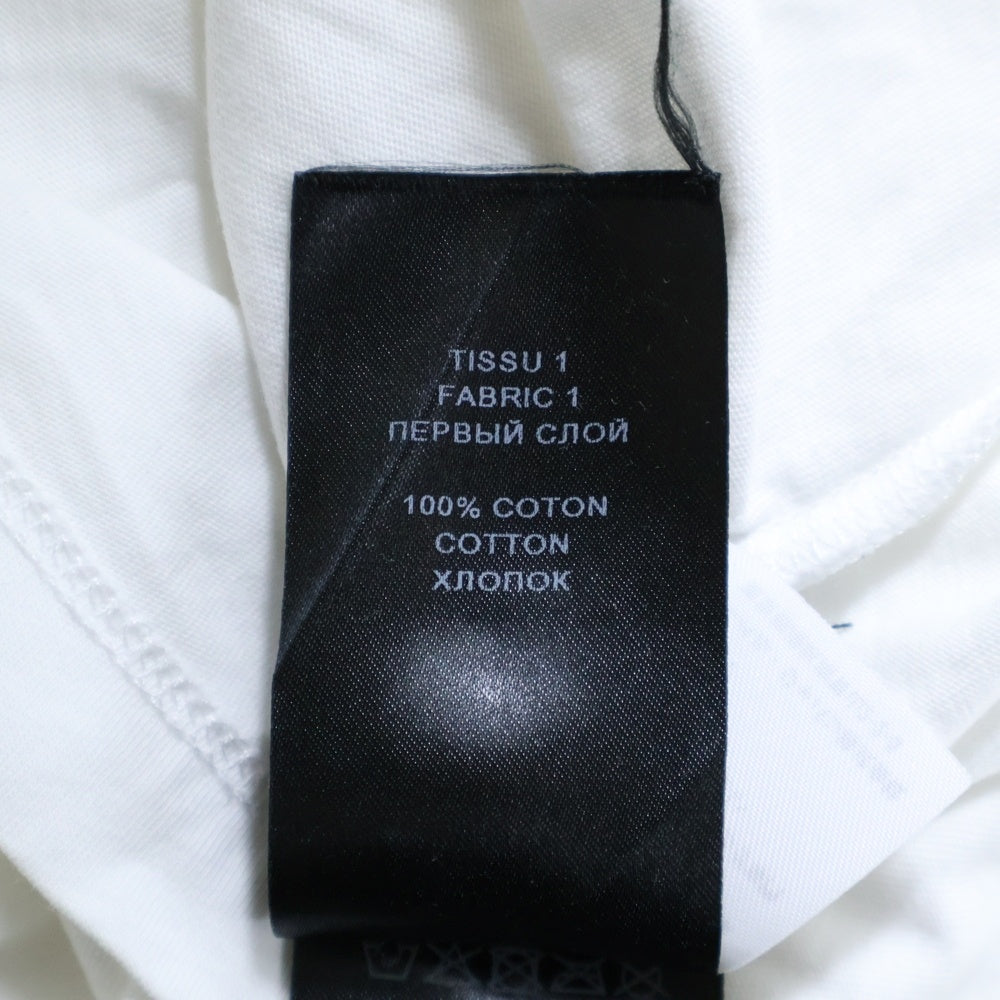 TISSU 1
FABRIC 1
ПЕРВЫЙ СЛОЙ
100% COTON
COTTON
ХЛОПОК